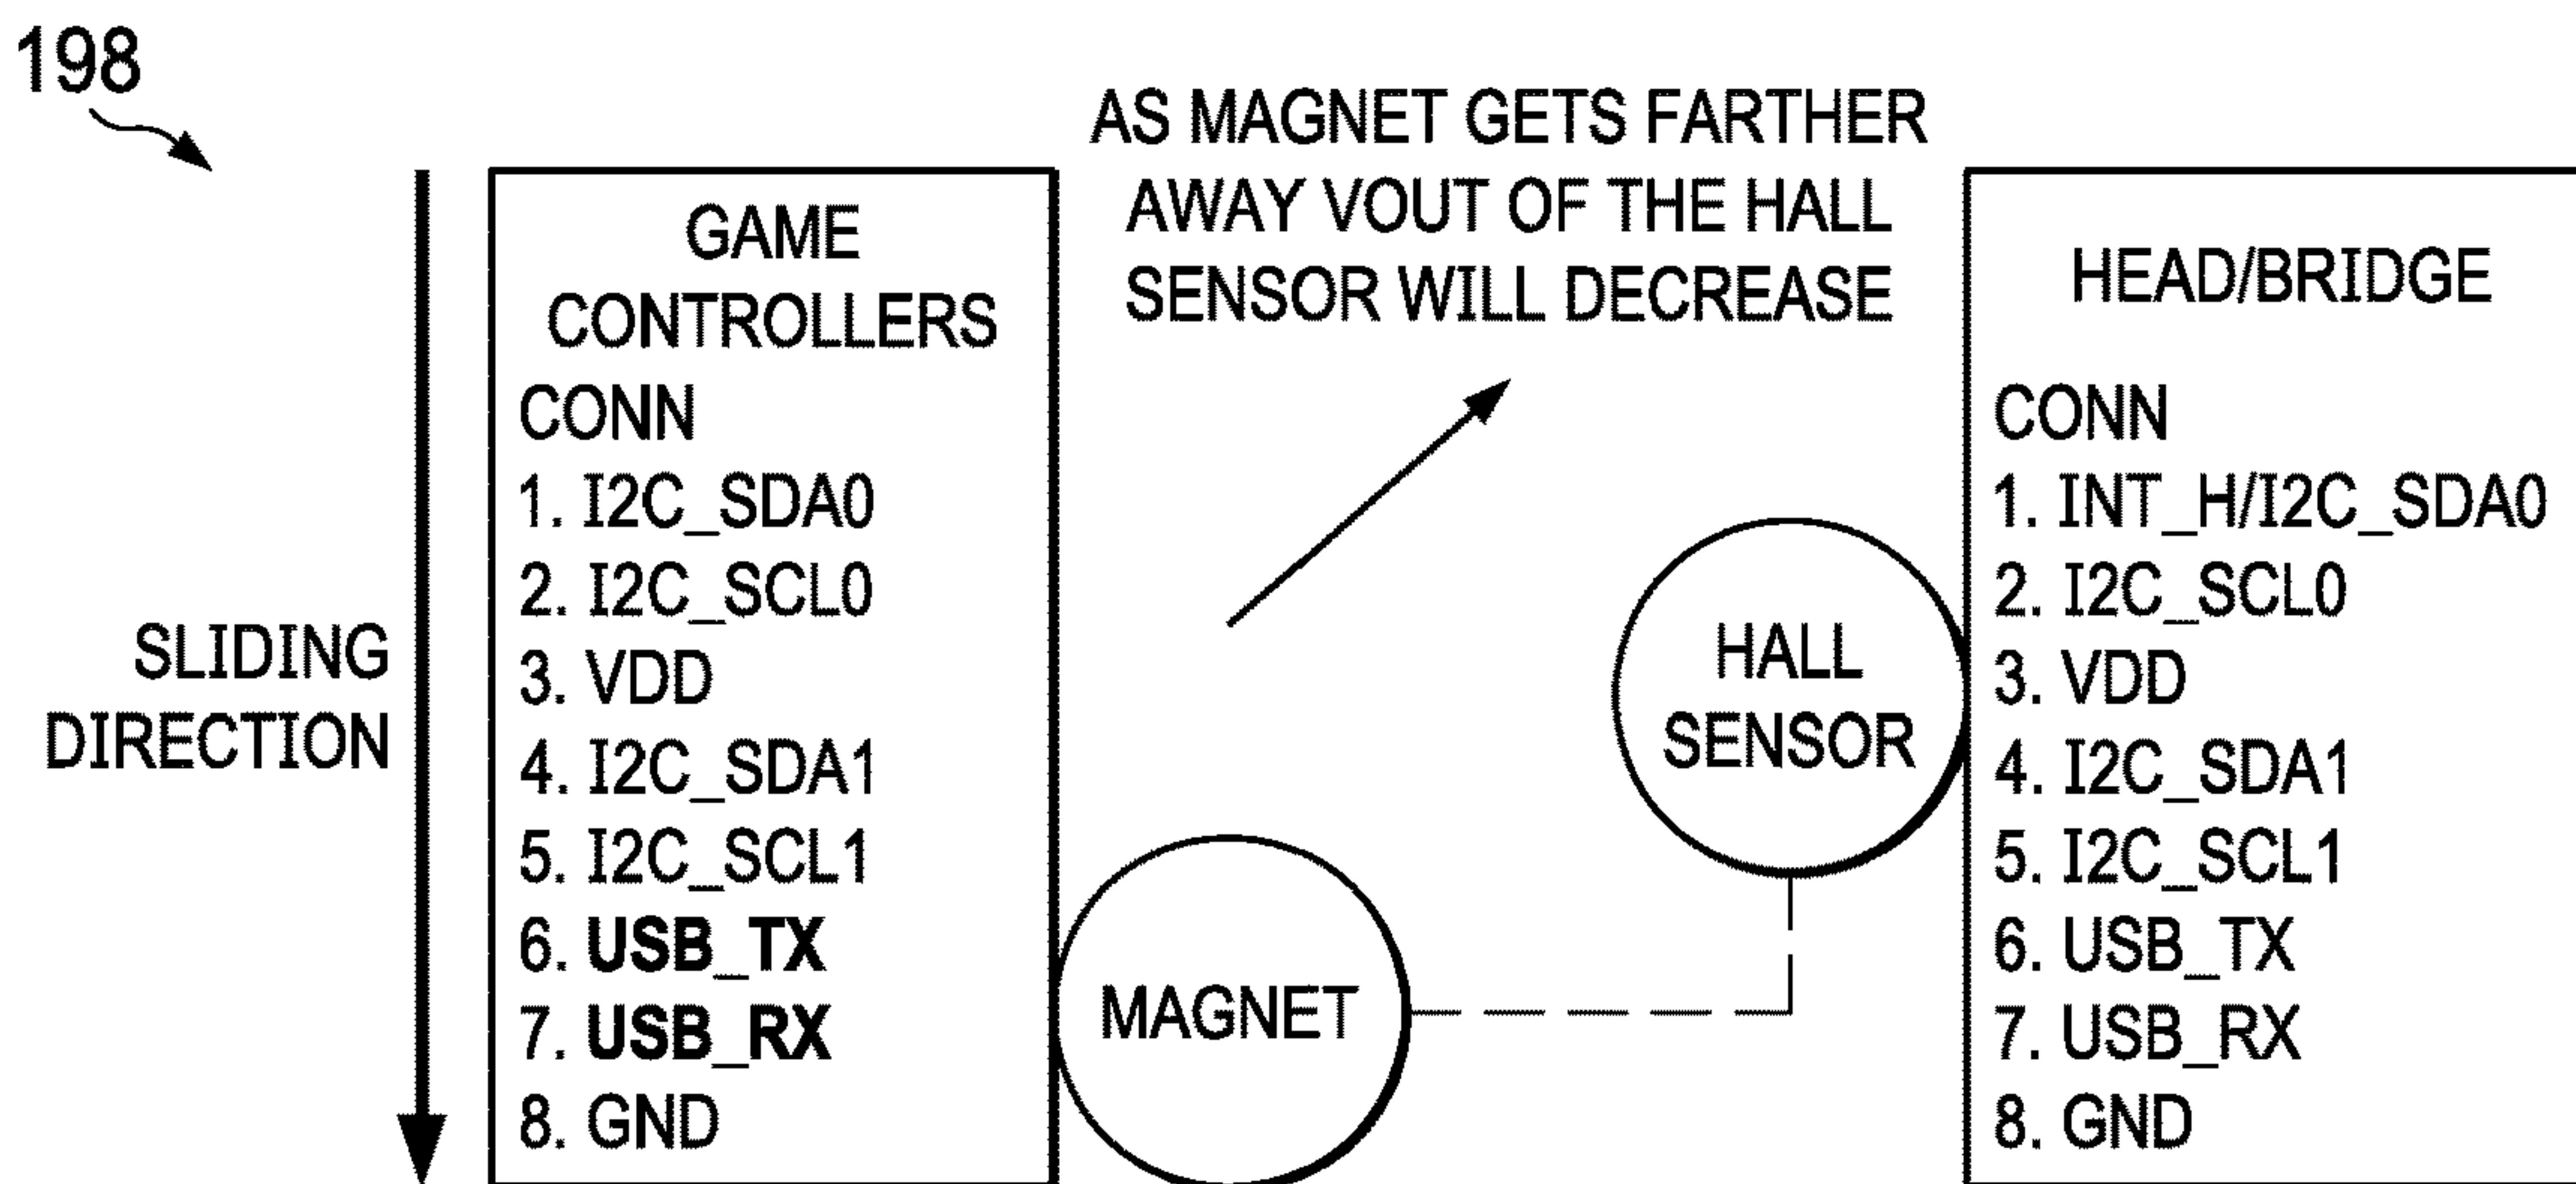 198
SLIDING
DIRECTION
GAME
CONTROLLERS
CONN
1. I2C_SDA0
2. I2C_SCL0
3. VDD
4. I2C_SDA1
5. I2C_SCL1
6. USB_TX
7. USB_RX
8. GND
AS MAGNET GETS FARTHER
AWAY VOUT OF THE HALL
SENSOR WILL DECREASE
MAGNET
HALL
SENSOR
HEAD/BRIDGE
CONN
1. INT_H/I2C_SDA0
2. I2C_SCL0
3. VDD
4. I2C_SDA1
5. I2C_SCL1
6. USB_TX
7. USB_RX
8. GND